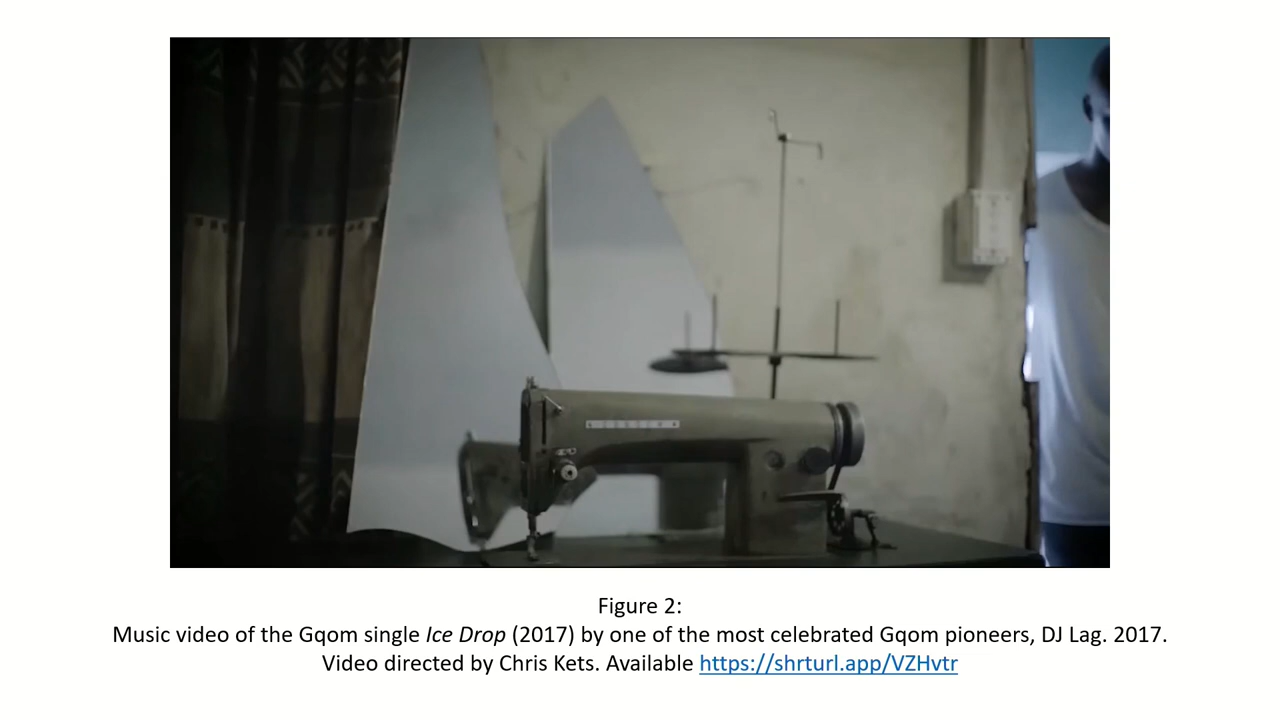 Figure 2:
Music video of the Gqom single Ice Drop (2017) by one of the most celebrated Gqom pioneers, DJ Lag. 2017.
Video directed by Chris Kets. Available https://shrturl.app/VZHvtr